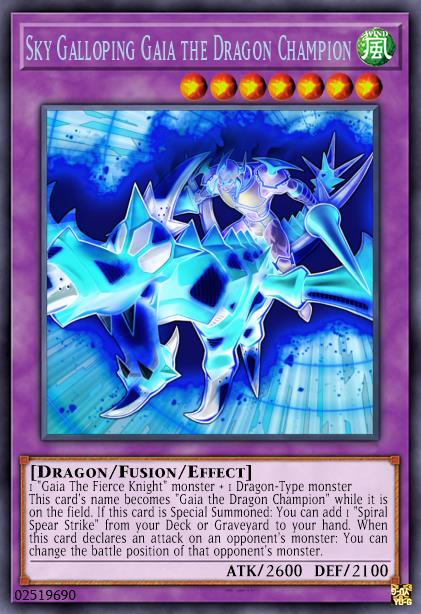 Sky Galloping Gaia the Dragon Champion
WIND
風
[Dragon/Fusion/Effect]
1 "Gaia The Fierce Knight" monster + 1 Dragon-Type monster
This card's name becomes "Gaia the Dragon Champion" while it is
on the field. If this card is Special Summoned: You can add 1 "Spiral
Spear Strike" from your Deck or Graveyard to your hand. When
this card declares an attack on an opponent's monster: You can
change the battle position of that opponent's monster.
ATK/2600 DEF/2100
02519690